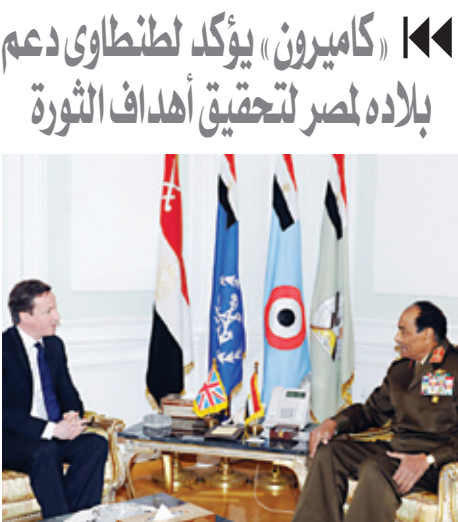 «كاميرون» يؤكد لطنطاوى دعم
بلاده لمصر لتحقيق أهداف الثورة